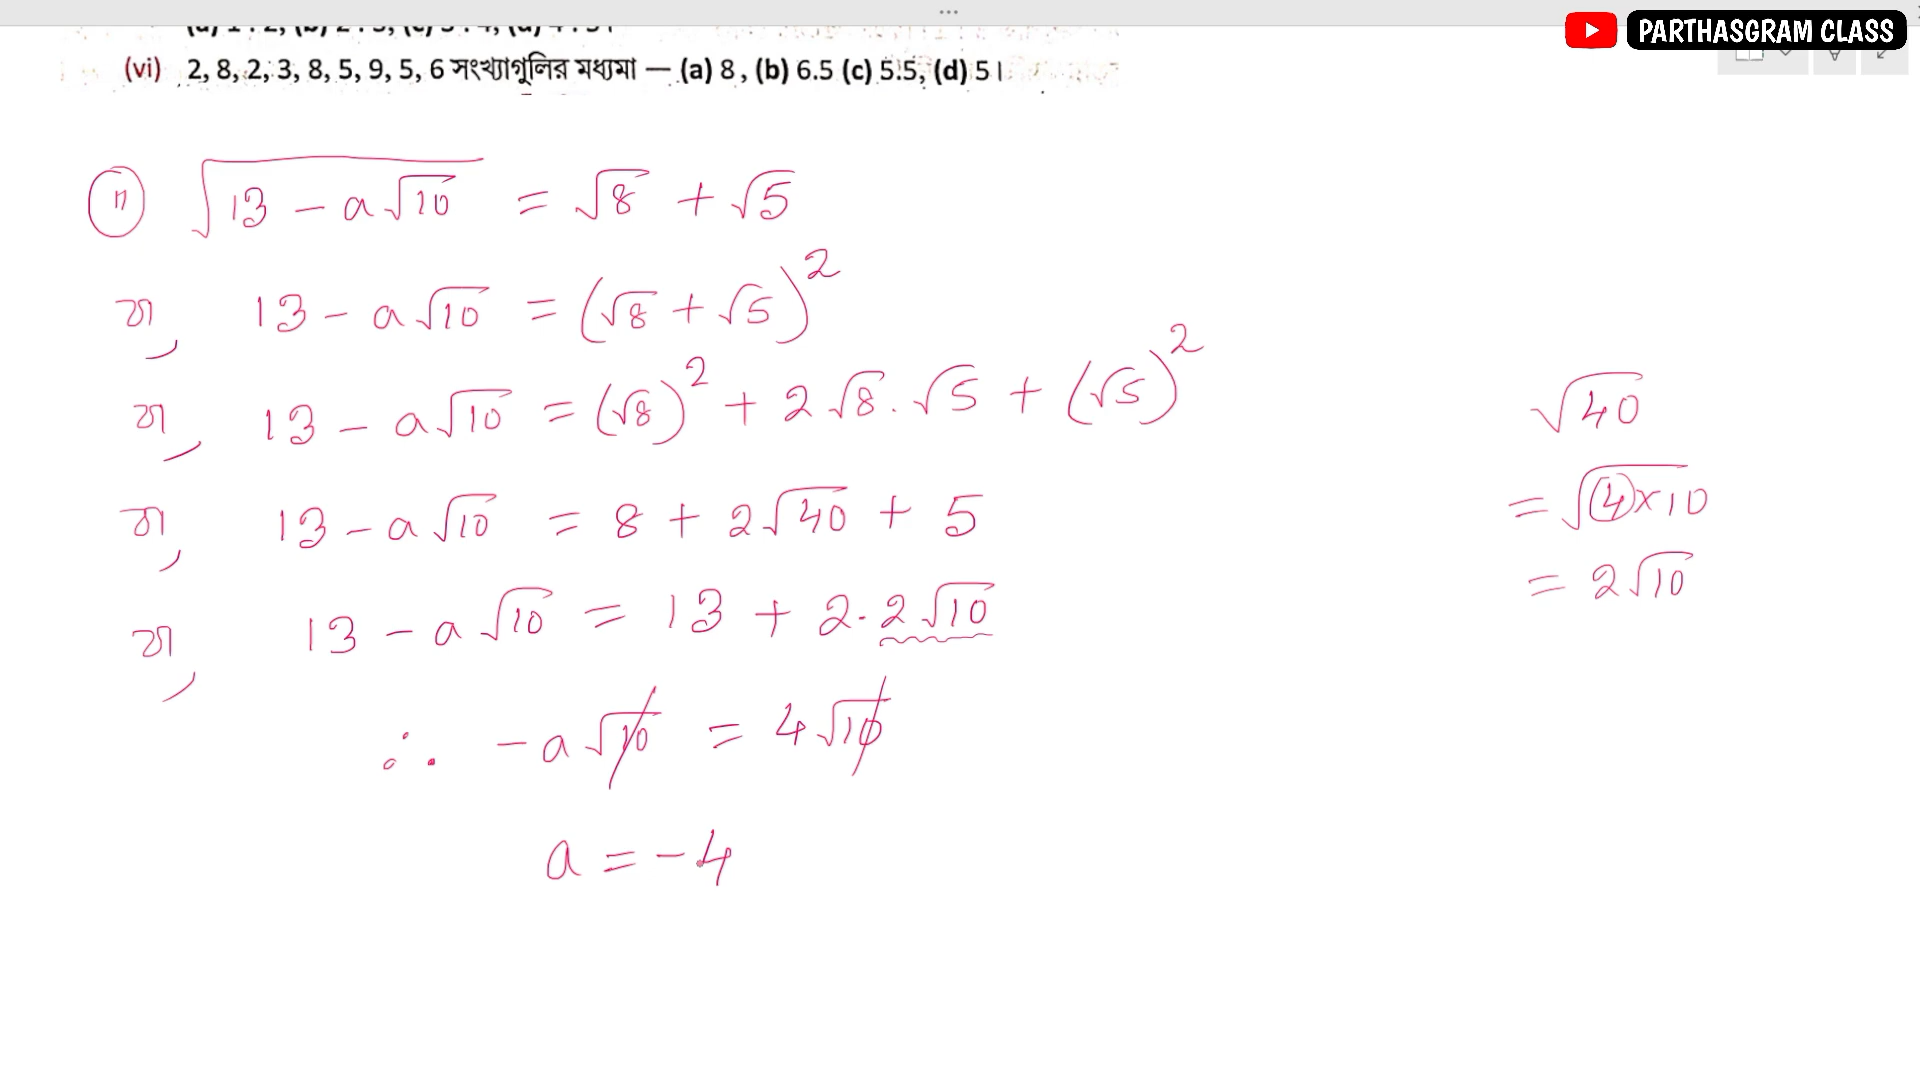 PARTHASGRAM CLASS
(vi) 2, 8, 2, 3, 8, 5, 9, 5, 6 সংখ্যাগুলির মধ্যমা — (a) 8, (b) 6.5 (c) 5.5, (d) 5।
√(13 - a√10) = √8 + √5
বা, 13 - a√10 = (√8 + √5)²
বা, 13 - a√10 = (√8)² + 2√8.√5 + (√5)²
বা, 13 - a√10 = 8 + 2√40 + 5
বা, 13 - a√10 = 13 + 2.2√10
∴ -a√10 = 4√10
a = -4
√40
= √4×10
= 2√10